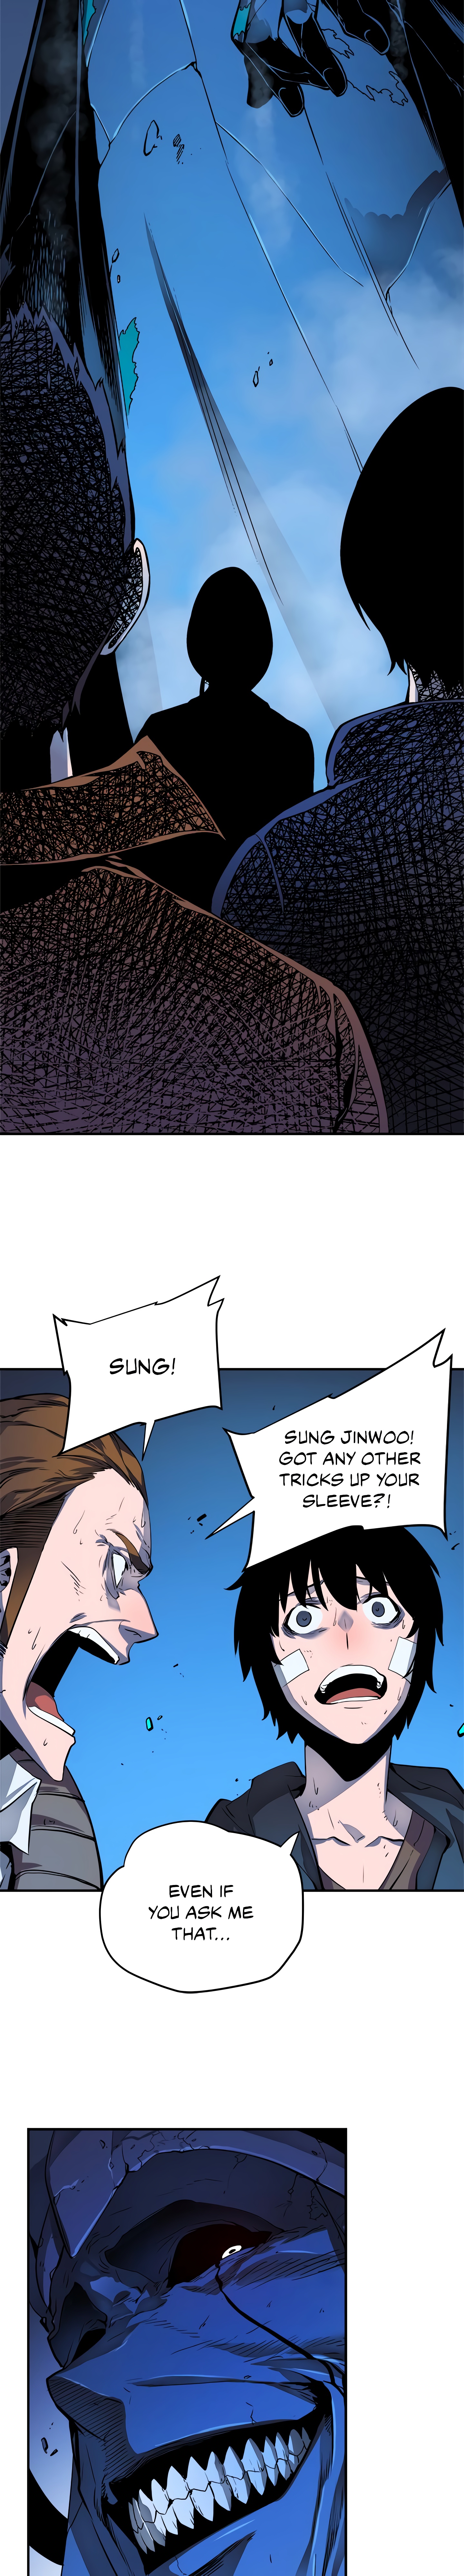 SUNG!
SUNG JINWOO!
GOT ANY OTHER
TRICKS UP YOUR
SLEEVE?!
EVEN IF
YOU ASK ME
THAT...